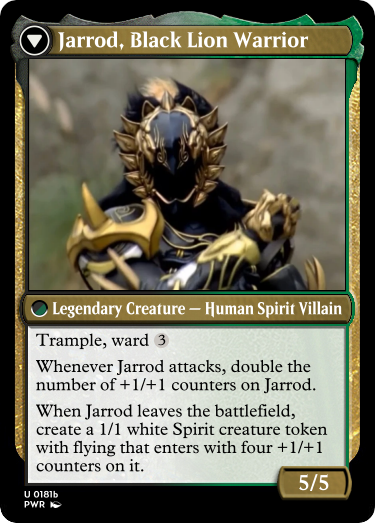 Jarrod, Black Lion Warrior
Legendary Creature — Human Spirit Villain
Trample, ward 3
Whenever Jarrod attacks, double the
number of +1/+1 counters on Jarrod.
When Jarrod leaves the battlefield,
create a 1/1 white Spirit creature token
with flying that enters with four +1/+1
counters on it.
5/5
U 0181b
PWR